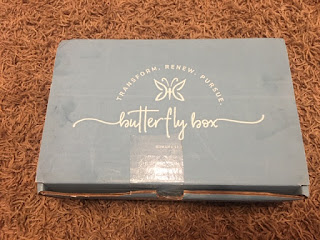 TRANSFORM. RENEW. PURSUE.
butterfly box